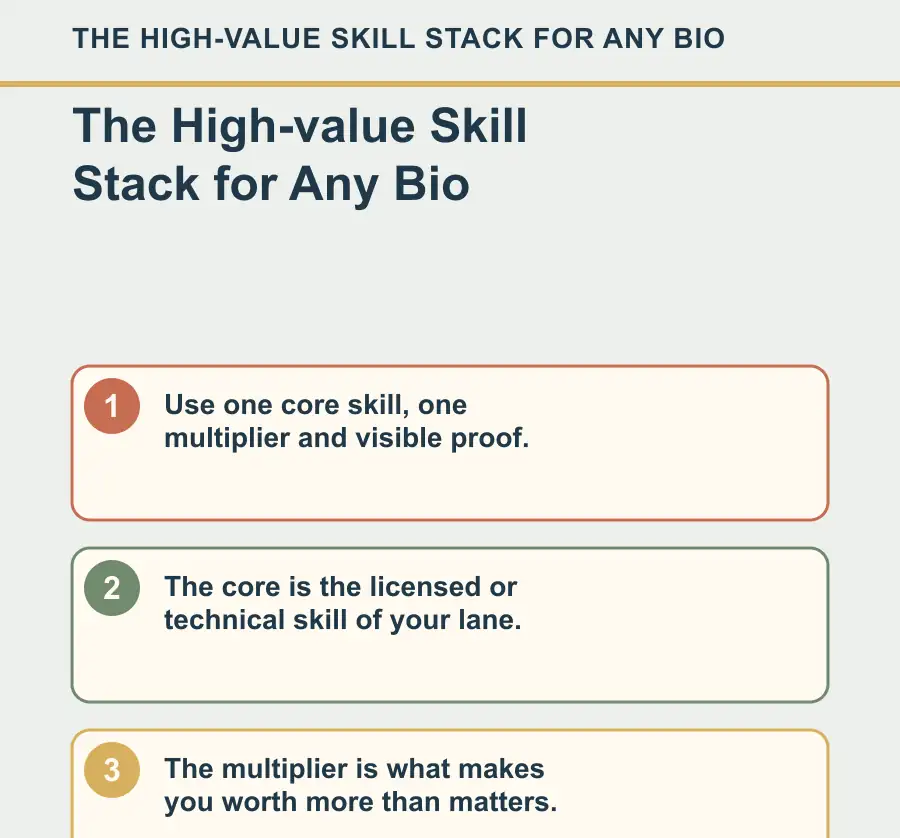 THE HIGH-VALUE SKILL STACK FOR ANY BIO
The High-value Skill
Stack for Any Bio
1
Use one core skill, one
multiplier and visible proof.
2
The core is the licensed or
technical skill of your lane.
3
The multiplier is what makes
you worth more than matters.